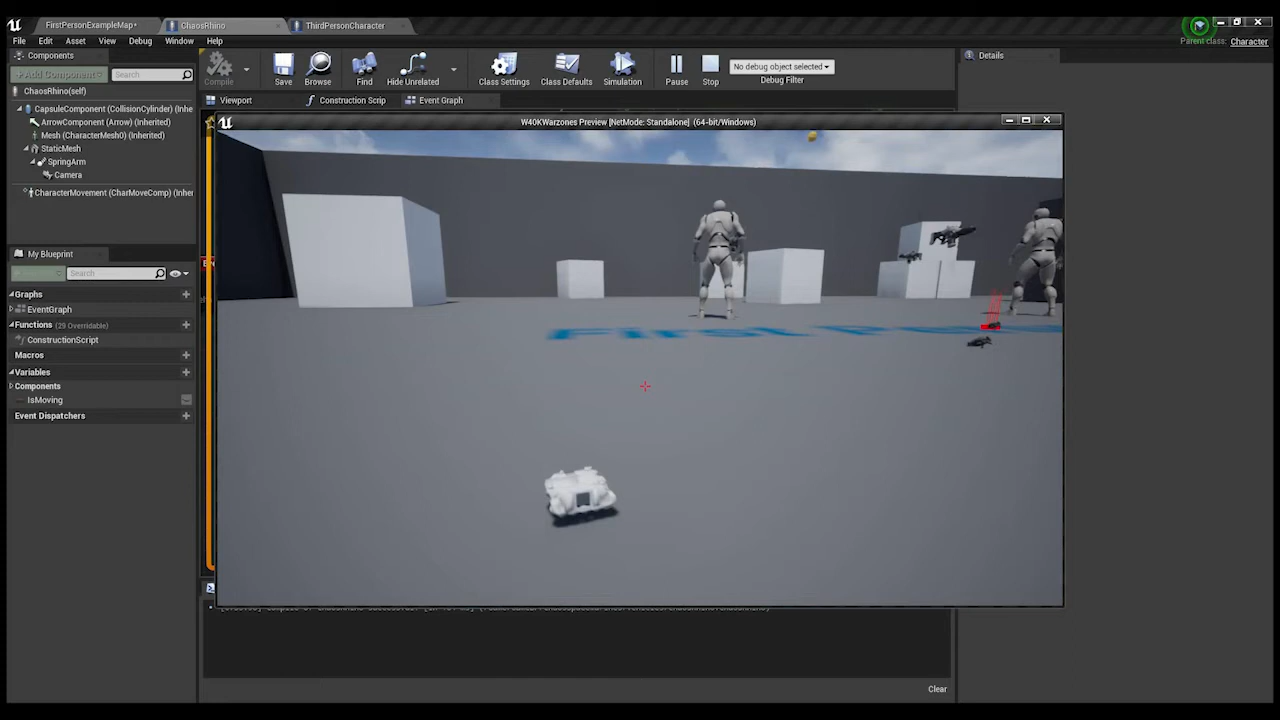 FirstPersonExampleMap*
ChaosRhino
ThirdPersonCharacter
Parent class: Character
File Edit Asset View Debug Window Help
Components
+Add Component
Search
ChaosRhino(self)
CapsuleComponent (CollisionCylinder) (Inhe
ArrowComponent (Arrow) (Inherited)
Mesh (CharacterMesh0) (Inherited)
StaticMesh
SpringArm
Camera
CharacterMovement (CharMoveComp) (Inher
My Blueprint
Search
Graphs
EventGraph
Functions (29 Overridable)
ConstructionScript
Macros
Variables
Components
IsMoving
Event Dispatchers
Compile
Save
Browse
Find
Hide Unrelated
Class Settings
Class Defaults
Simulation
Pause
Stop
No debug object selected
Debug Filter
Viewport
Construction Scrip
Event Graph
W40KWarzones Preview [NetMode: Standalone] (64-bit/Windows)
First
Clear
Details